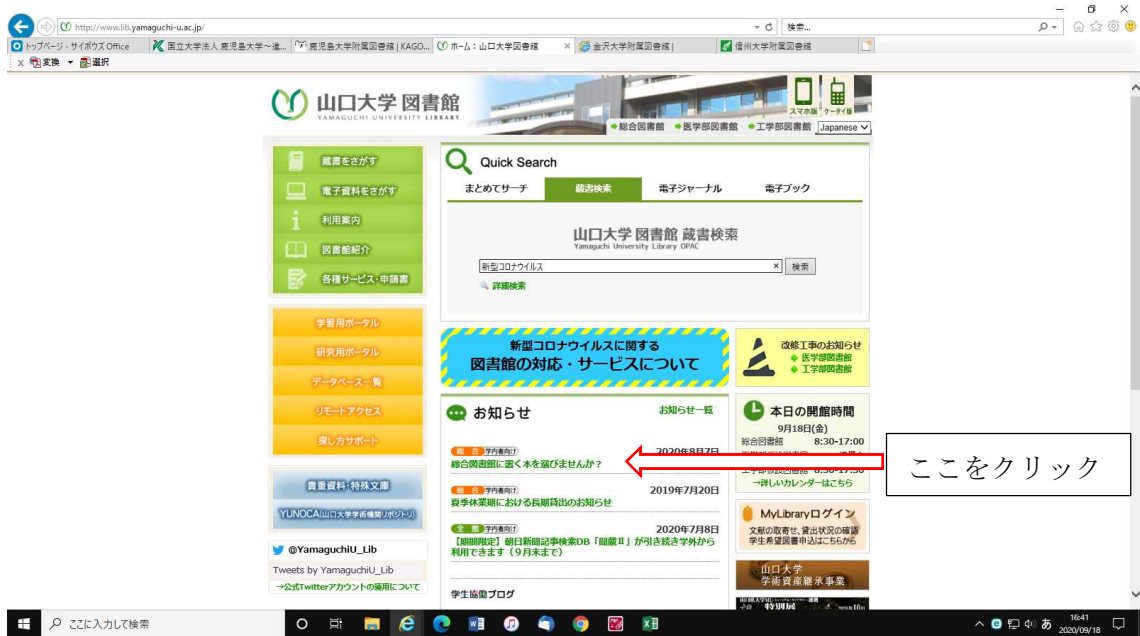 http://www.lib.yamaguchi-u.ac.jp/
検索...
トップページ - サイボウズ Office
国立大学法人 鹿児島大学~進...
鹿児島大学附属図書館 | KAGO...
ホーム : 山口大学図書館
金沢大学附属図書館 |
信州大学附属図書館
x 変換 ▼ 選択
山口大学 図書館
YAMAGUCHI UNIVERSITY LIBRARY
スマホ版 ケータイ版
総合図書館 医学部図書館 工学部図書館 Japanese
蔵書をさがす
電子資料をさがす
利用案内
図書館紹介
各種サービス・申請書
学習用ポータル
研究用ポータル
データベース一覧
リモートアクセス
探し方サポート
貴重資料・特殊文庫
YUNOCA(山口大学学術機関リポジトリ)
@YamaguchiU_Lib
Tweets by YamaguchiU_Lib
→公式Twitterアカウントの運用について
Quick Search
まとめてサーチ 蔵書検索 電子ジャーナル 電子ブック
山口大学 図書館 蔵書検索
Yamaguchi University Library OPAC
新型コロナウイルス × 検索
詳細検索
新型コロナウイルスに関する
図書館の対応・サービスについて
改修工事のお知らせ
医学部図書館
工学部図書館
お知らせ お知らせ一覧
総合 学内者向け 2020年8月7日
総合図書館に置く本を選びませんか?
総合 学内者向け 2019年7月20日
夏季休業期における長期貸出のお知らせ
全館 学内者向け 2020年7月8日
【期間限定】朝日新聞記事検索DB「聞蔵Ⅱ」が引き続き学外から
利用できます(9月末まで)
学生協働ブログ
本日の開館時間
9月18日(金)
総合図書館 8:30-17:00
工学部図書館 8:30-17:30
→詳しいカレンダーはこちら
MyLibraryログイン
文献の取寄せ、貸出状況の確認
学生希望図書申込はこちらから
山口大学
学術資産継承事業
特別展
ここをクリック
ここに入力して検索
あ
16:41
2020/09/18